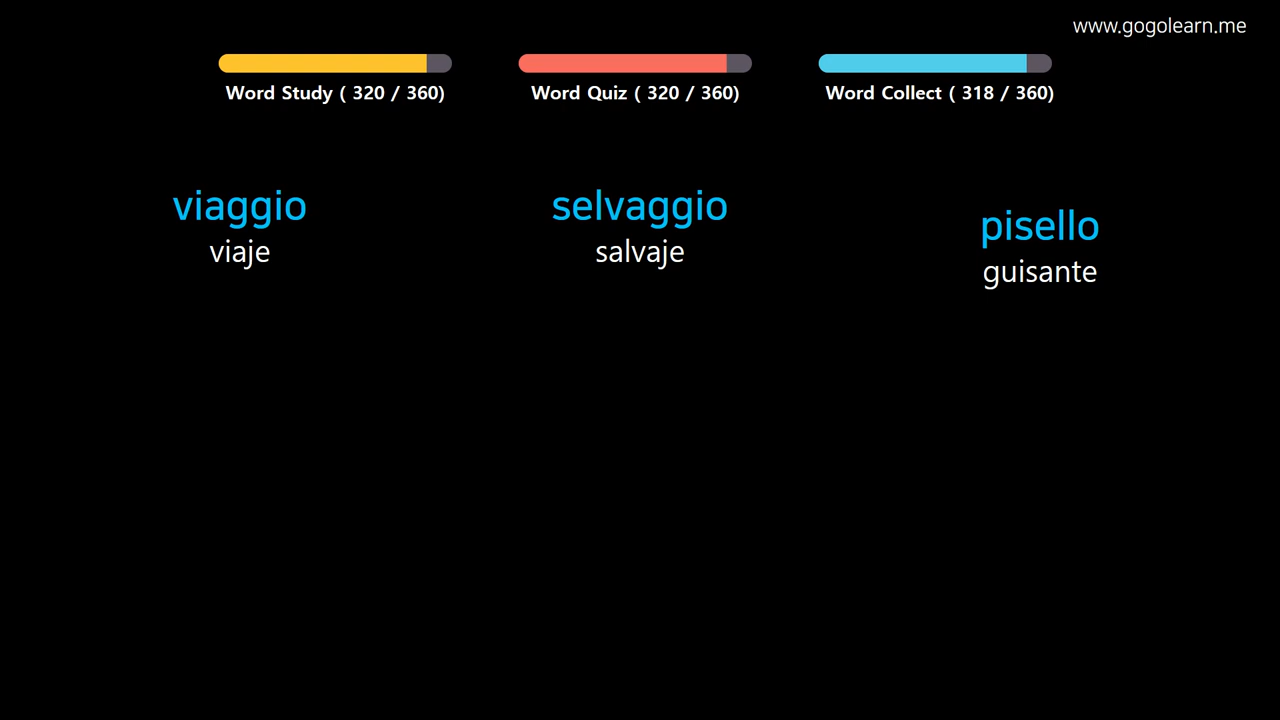 www.gogolearn.me
Word Study ( 320 / 360)
Word Quiz ( 320 / 360)
Word Collect ( 318 / 360)
viaggio
viaje
selvaggio
salvaje
pisello
guisante